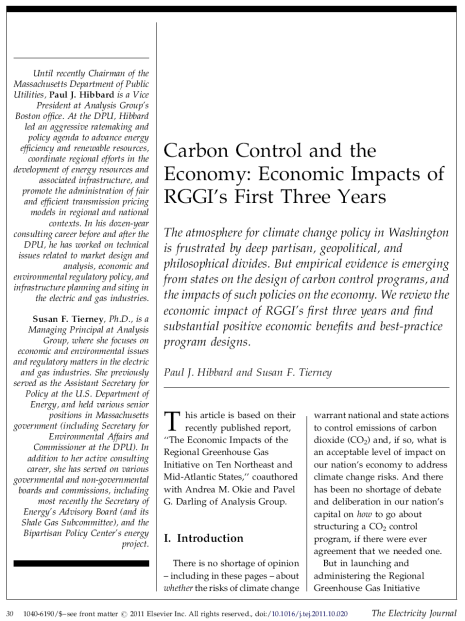 Until recently Chairman of the
Massachusetts Department of Public
Utilities, Paul J. Hibbard is a Vice
President at Analysis Group's
Boston office. At the DPU, Hibbard
led an aggressive ratemaking and
policy agenda to advance energy
efficiency and renewable resources,
coordinate regional efforts in the
development of energy resources and
associated infrastructure, and
promote the administration of fair
and efficient transmission pricing
models in regional and national
contexts. In his dozen-year
consulting career before and after the
DPU, he has worked on technical
issues related to market design and
analysis, economic and
environmental regulatory policy, and
infrastructure planning and siting in
the electric and gas industries.
Susan F. Tierney, Ph.D., is a
Managing Principal at Analysis
Group, where she focuses on
economic and environmental issues
and regulatory matters in the electric
and gas industries. She previously
served as the Assistant Secretary for
Policy at the U.S. Department of
Energy, and held various senior
positions in Massachusetts
government (including Secretary for
Environmental Affairs and
Commissioner at the DPU). In
addition to her active consulting
career, she has served on various
governmental and non-governmental
boards and commissions, including
most recently the Secretary of
Energy's Advisory Board (and its
Shale Gas Subcommittee), and the
Bipartisan Policy Center's energy
project.
Carbon Control and the
Economy: Economic Impacts of
RGGI's First Three Years
The atmosphere for climate change policy in Washington
is frustrated by deep partisan, geopolitical, and
philosophical divides. But empirical evidence is emerging
from states on the design of carbon control programs, and
the impacts of such policies on the economy. We review the
economic impact of RGGI's first three years and find
substantial positive economic benefits and best-practice
program designs.
Paul J. Hibbard and Susan F. Tierney
This article is based on their
recently published report,
"The Economic Impacts of the
Regional Greenhouse Gas
Initiative on Ten Northeast and
Mid-Atlantic States," coauthored
with Andrea M. Okie and Pavel
G. Darling of Analysis Group.
I. Introduction
There is no shortage of opinion
– including in these pages – about
whether the risks of climate change
warrant national and state actions
to control emissions of carbon
dioxide (CO2) and, if so, what is
an acceptable level of impact on
our nation's economy to address
climate change risks. And there
has been no shortage of debate
and deliberation in our nation's
capital on how to go about
structuring a CO2 control
program, if there were ever
agreement that we needed one.
But in launching and
administering the Regional
Greenhouse Gas Initiative
30 1040-6190/$–see front matter © 2011 Elsevier Inc. All rights reserved., doi:/10.1016/j.tej.2011.10.020 The Electricity Journal